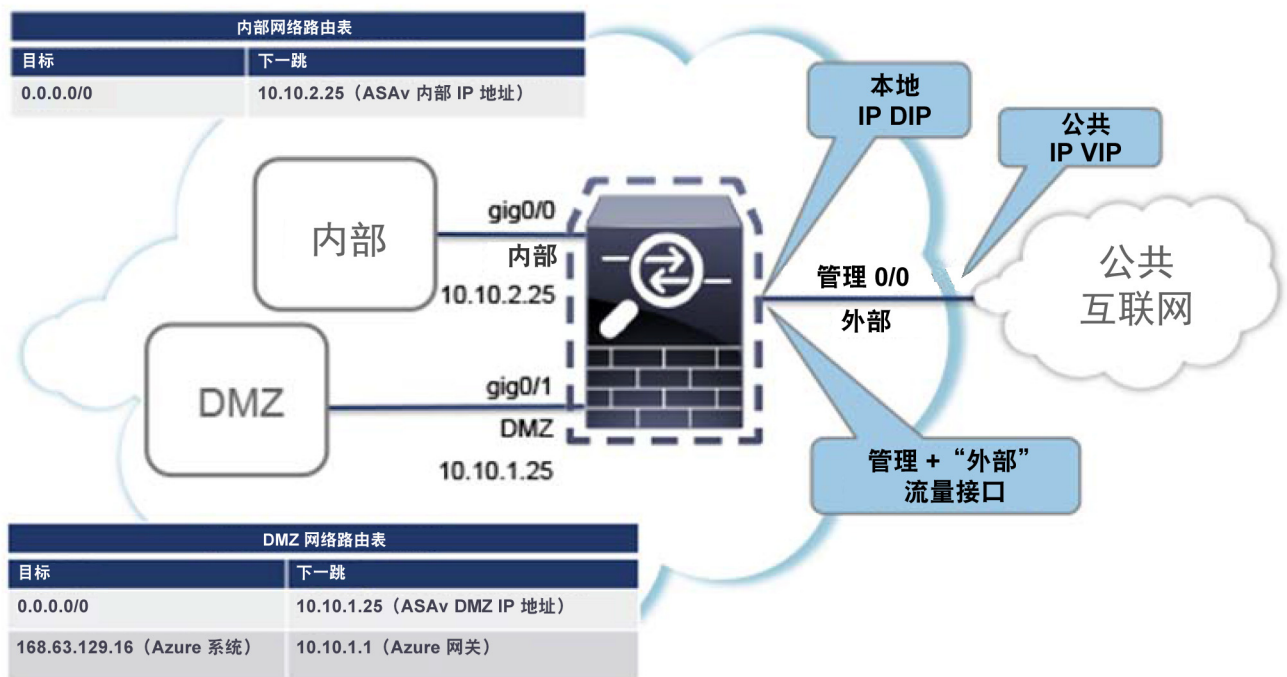 内部网络路由表
目标 下一跳
0.0.0.0/0 10.10.2.25（ASAv 内部 IP 地址）
本地
IP DIP
公共
IP VIP
内部
gig0/0
内部
10.10.2.25
管理 0/0
外部
公共
互联网
DMZ
gig0/1
DMZ
10.10.1.25
管理 +“外部”
流量接口
DMZ 网络路由表
目标 下一跳
0.0.0.0/0 10.10.1.25（ASAv DMZ IP 地址）
168.63.129.16（Azure 系统） 10.10.1.1（Azure 网关）